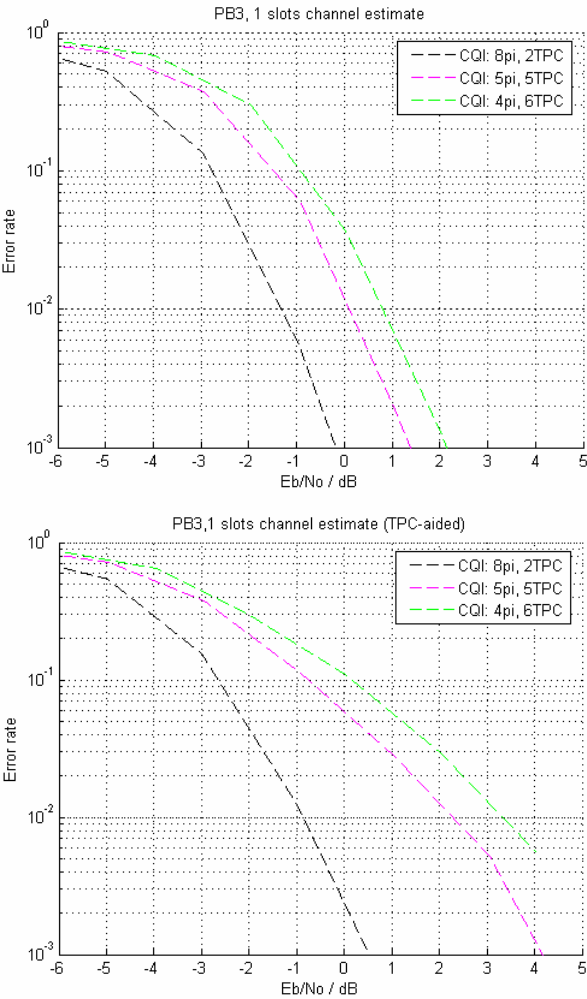 PB3, 1 slots channel estimate
10^0
10^-1
10^-2
10^-3
Error rate
CQI: 8pi, 2TPC
CQI: 5pi, 5TPC
CQI: 4pi, 6TPC
-6 -5 -4 -3 -2 -1 0 1 2 3 4 5
Eb/No / dB
PB3,1 slots channel estimate (TPC-aided)
10^0
10^-1
10^-2
10^-3
Error rate
CQI: 8pi, 2TPC
CQI: 5pi, 5TPC
CQI: 4pi, 6TPC
-6 -5 -4 -3 -2 -1 0 1 2 3 4 5
Eb/No / dB